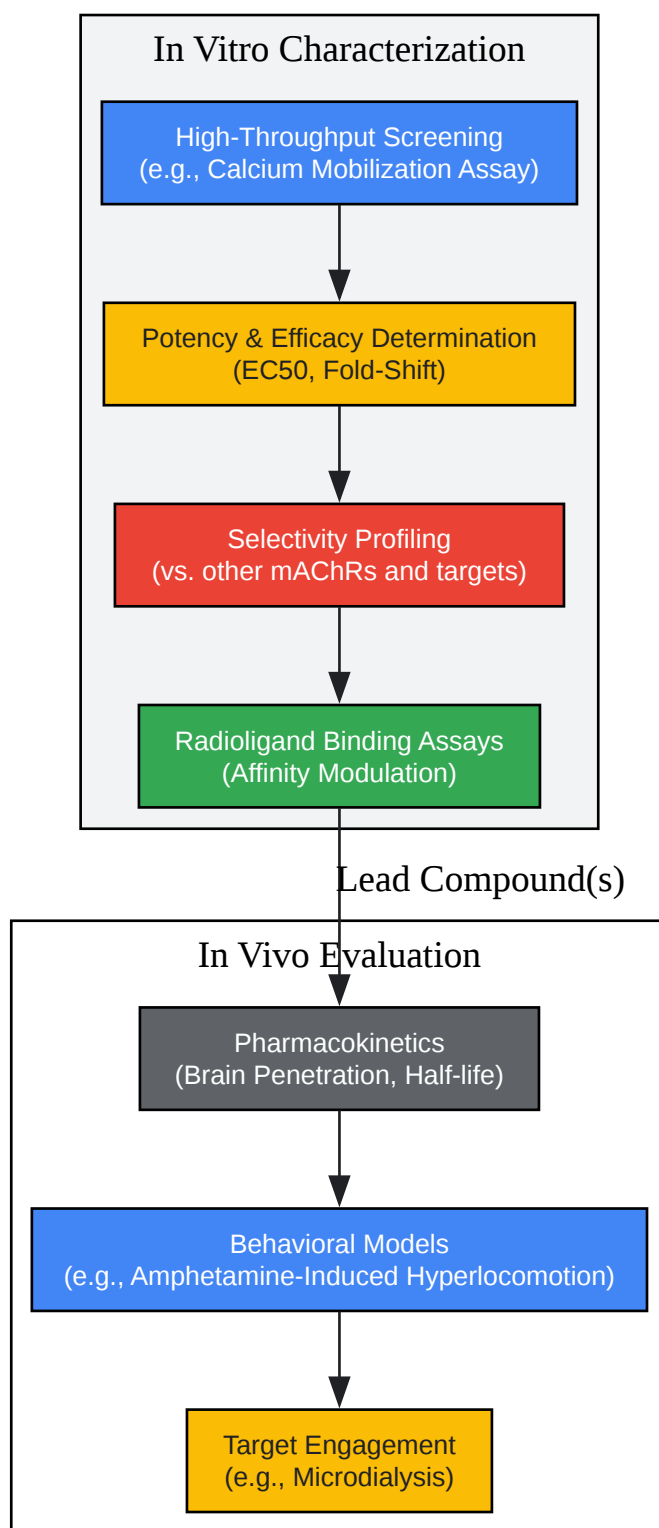 In Vitro Characterization
High-Throughput Screening
(e.g., Calcium Mobilization Assay)
Potency & Efficacy Determination
(EC50, Fold-Shift)
Selectivity Profiling
(vs. other mAChRs and targets)
Radioligand Binding Assays
(Affinity Modulation)
Lead Compound(s)
In Vivo Evaluation
Pharmacokinetics
(Brain Penetration, Half-life)
Behavioral Models
(e.g., Amphetamine-Induced Hyperlocomotion)
Target Engagement
(e.g., Microdialysis)